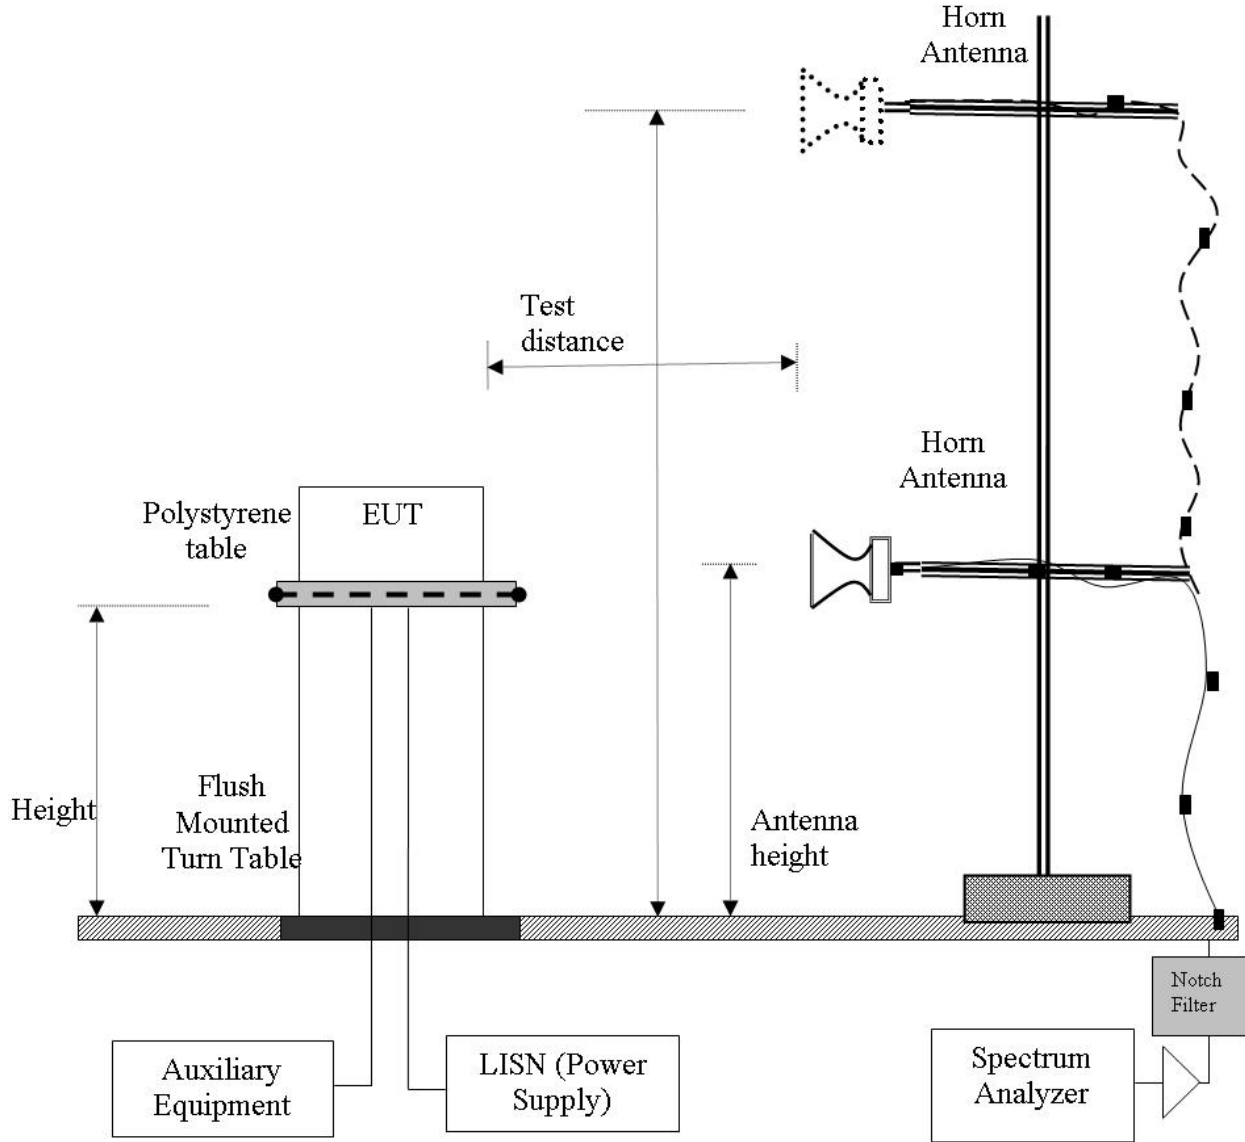 Horn
Antenna
Test
distance
Horn
Antenna
Polystyrene
table
EUT
Height
Flush
Mounted
Turn Table
Antenna
height
Notch
Filter
Auxiliary
Equipment
LISN (Power
Supply)
Spectrum
Analyzer